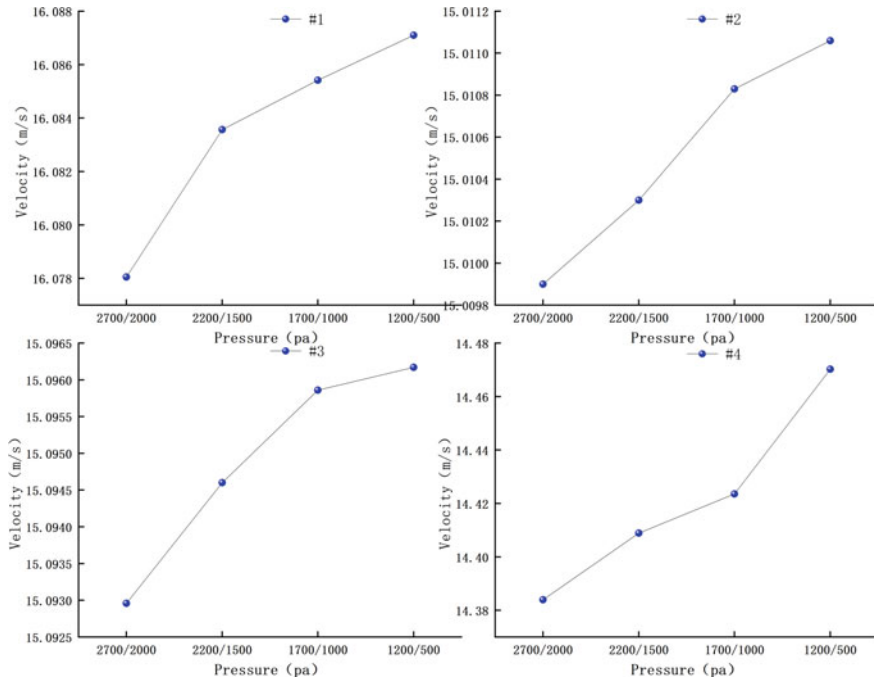 #1
Velocity (m/s)
16.088
16.086
16.084
16.082
16.080
16.078
2700/2000 2200/1500 1700/1000 1200/500
Pressure (pa)
#2
Velocity (m/s)
15.0112
15.0110
15.0108
15.0106
15.0104
15.0102
15.0100
15.0098
2700/2000 2200/1500 1700/1000 1200/500
Pressure (pa)
#3
Velocity (m/s)
15.0965
15.0960
15.0955
15.0950
15.0945
15.0940
15.0935
15.0930
15.0925
2700/2000 2200/1500 1700/1000 1200/500
Pressure (pa)
#4
Velocity (m/s)
14.48
14.46
14.44
14.42
14.40
14.38
2700/2000 2200/1500 1700/1000 1200/500
Pressure (pa)